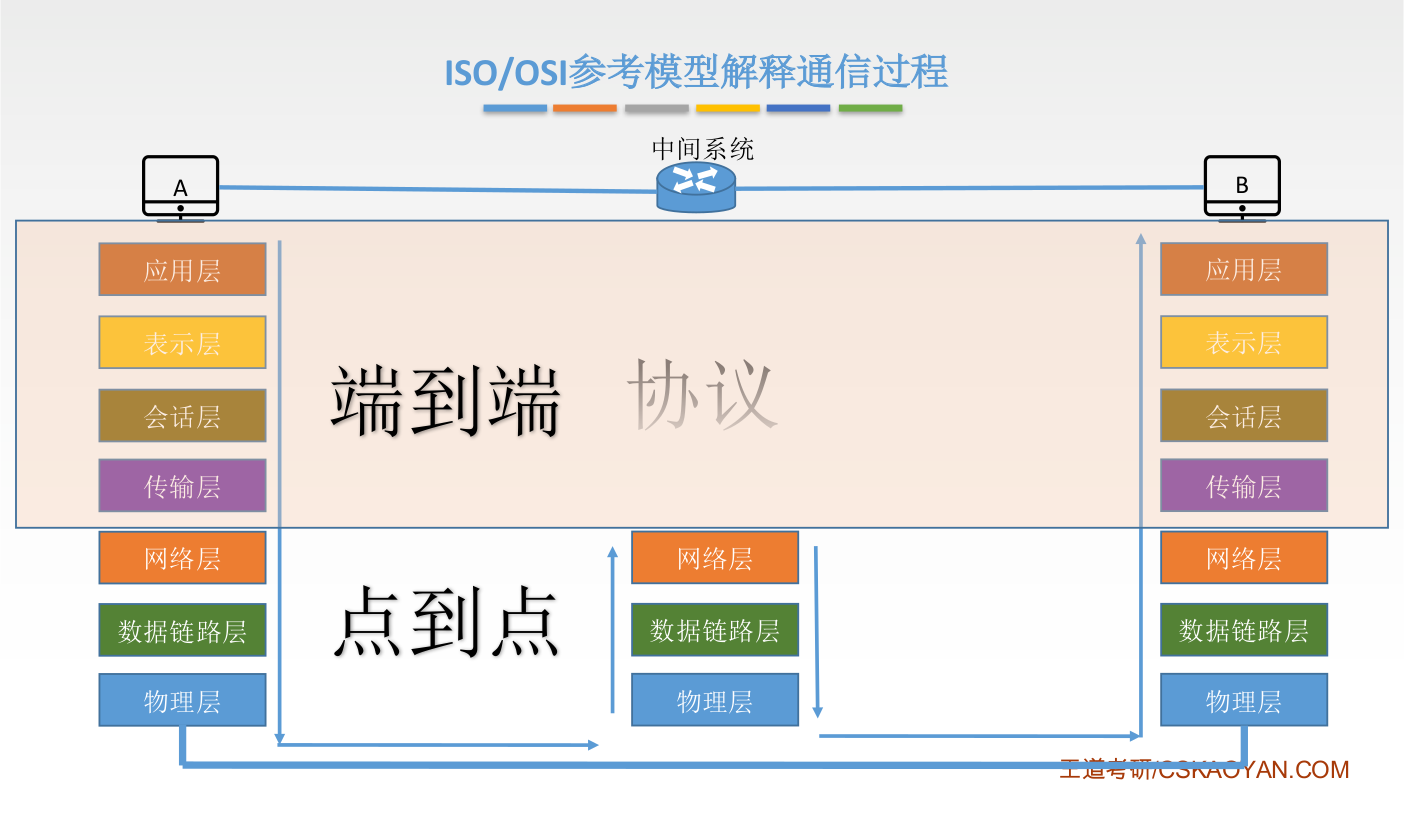 ISO/OSI参考模型解释通信过程
中间系统
A
B
应用层
应用层
表示层
表示层
端到端 协议
会话层
会话层
传输层
传输层
网络层
网络层
网络层
点到点
数据链路层
数据链路层
数据链路层
物理层
物理层
物理层
王道考研/CSKAOYAN.COM